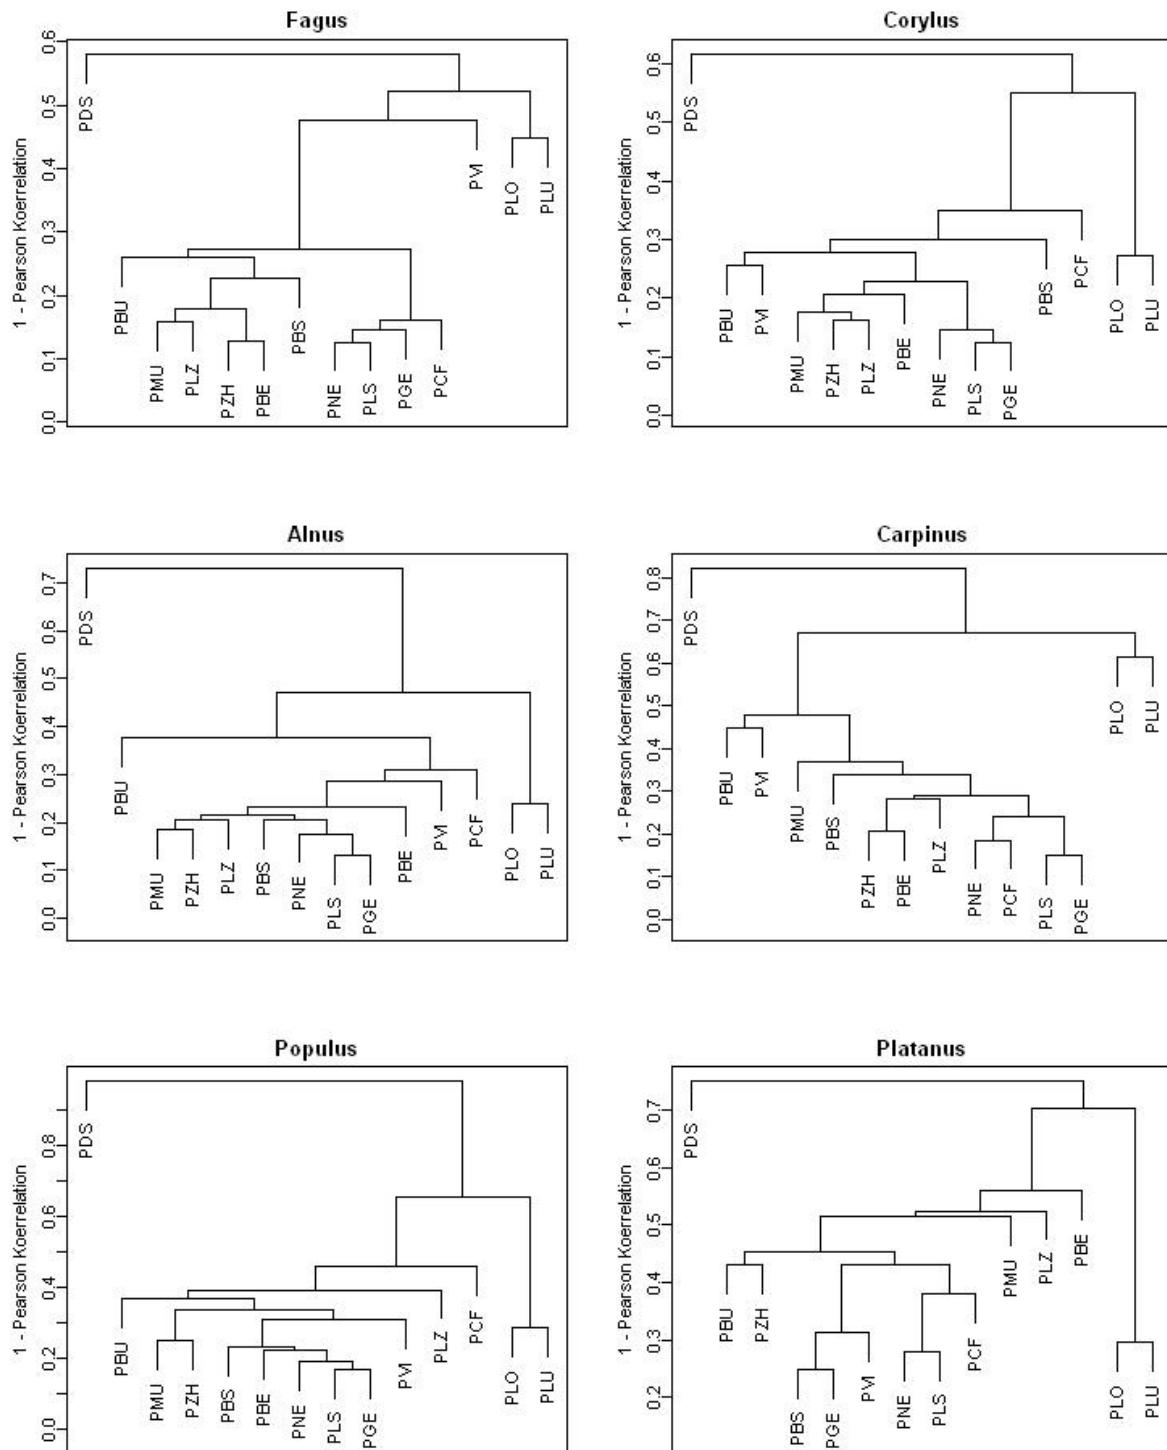 Fagus
1 - Pearson Koerrelation
0.0 0.1 0.2 0.3 0.4 0.5 0.6
PDS
PVI
PLO
PLU
PBU
PMU
PLZ
PZH
PBE
PBS
PNE
PLS
PGE
PCF
Corylus
1 - Pearson Koerrelation
0.0 0.1 0.2 0.3 0.4 0.5 0.6
PDS
PBU
PVI
PMU
PZH
PLZ
PBE
PNE
PLS
PGE
PBS
PCF
PLO
PLU
Alnus
1 - Pearson Koerrelation
0.0 0.1 0.2 0.3 0.4 0.5 0.6 0.7
PDS
PBU
PMU
PZH
PLZ
PBS
PNE
PLS
PGE
PBE
PVI
PCF
PLO
PLU
Carpinus
1 - Pearson Koerrelation
0.0 0.1 0.2 0.3 0.4 0.5 0.6 0.7 0.8
PDS
PBU
PVI
PMU
PBS
PZH
PBE
PLZ
PNE
PCF
PLS
PGE
PLO
PLU
Populus
1 - Pearson Koerrelation
0.0 0.2 0.4 0.6 0.8
PDS
PBU
PMU
PZH
PBS
PBE
PNE
PLS
PGE
PVI
PLZ
PCF
PLO
PLU
Platanus
1 - Pearson Koerrelation
0.2 0.3 0.4 0.5 0.6 0.7
PDS
PBU
PZH
PBS
PGE
PVI
PNE
PLS
PCF
PMU
PLZ
PBE
PLO
PLU